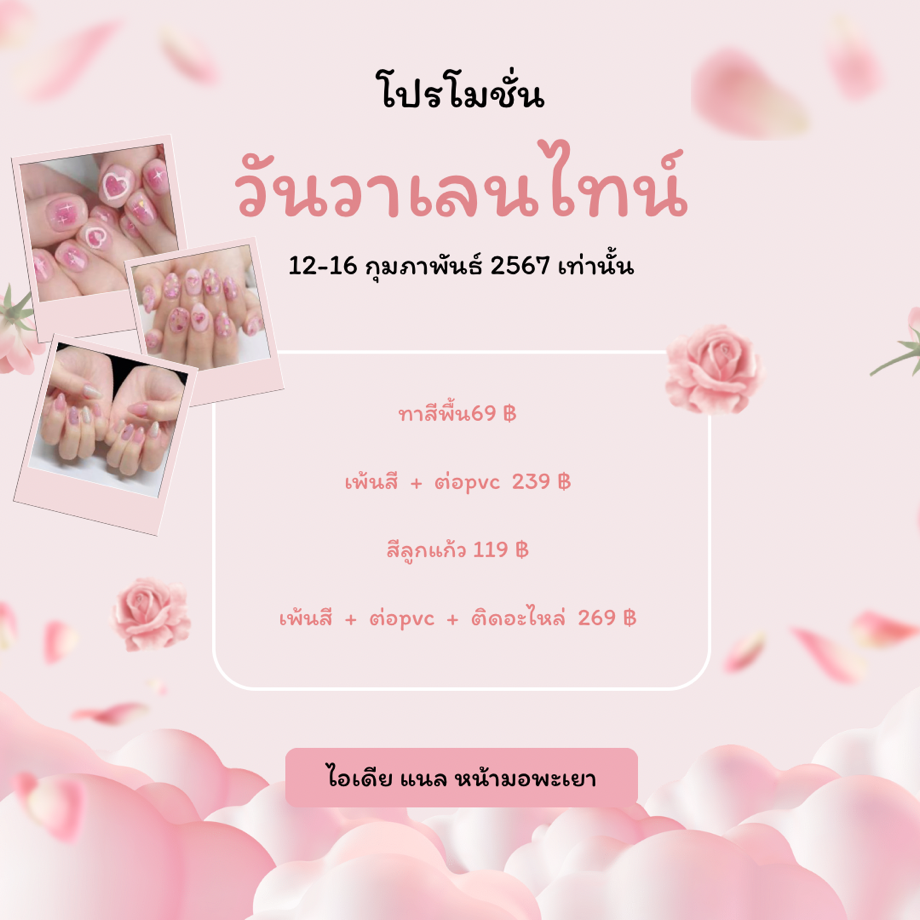 โปรโมชั่น
วันวาเลนไทน์
12-16 กุมภาพันธ์ 2567 เท่านั้น
ทาสีพื้น69 ฿
เพ้นสี + ต่อpvc 239 ฿
สีลูกแก้ว 119 ฿
เพ้นสี + ต่อpvc + ติดอะไหล่ 269 ฿
ไอเดีย แนล หน้ามอพะเยา